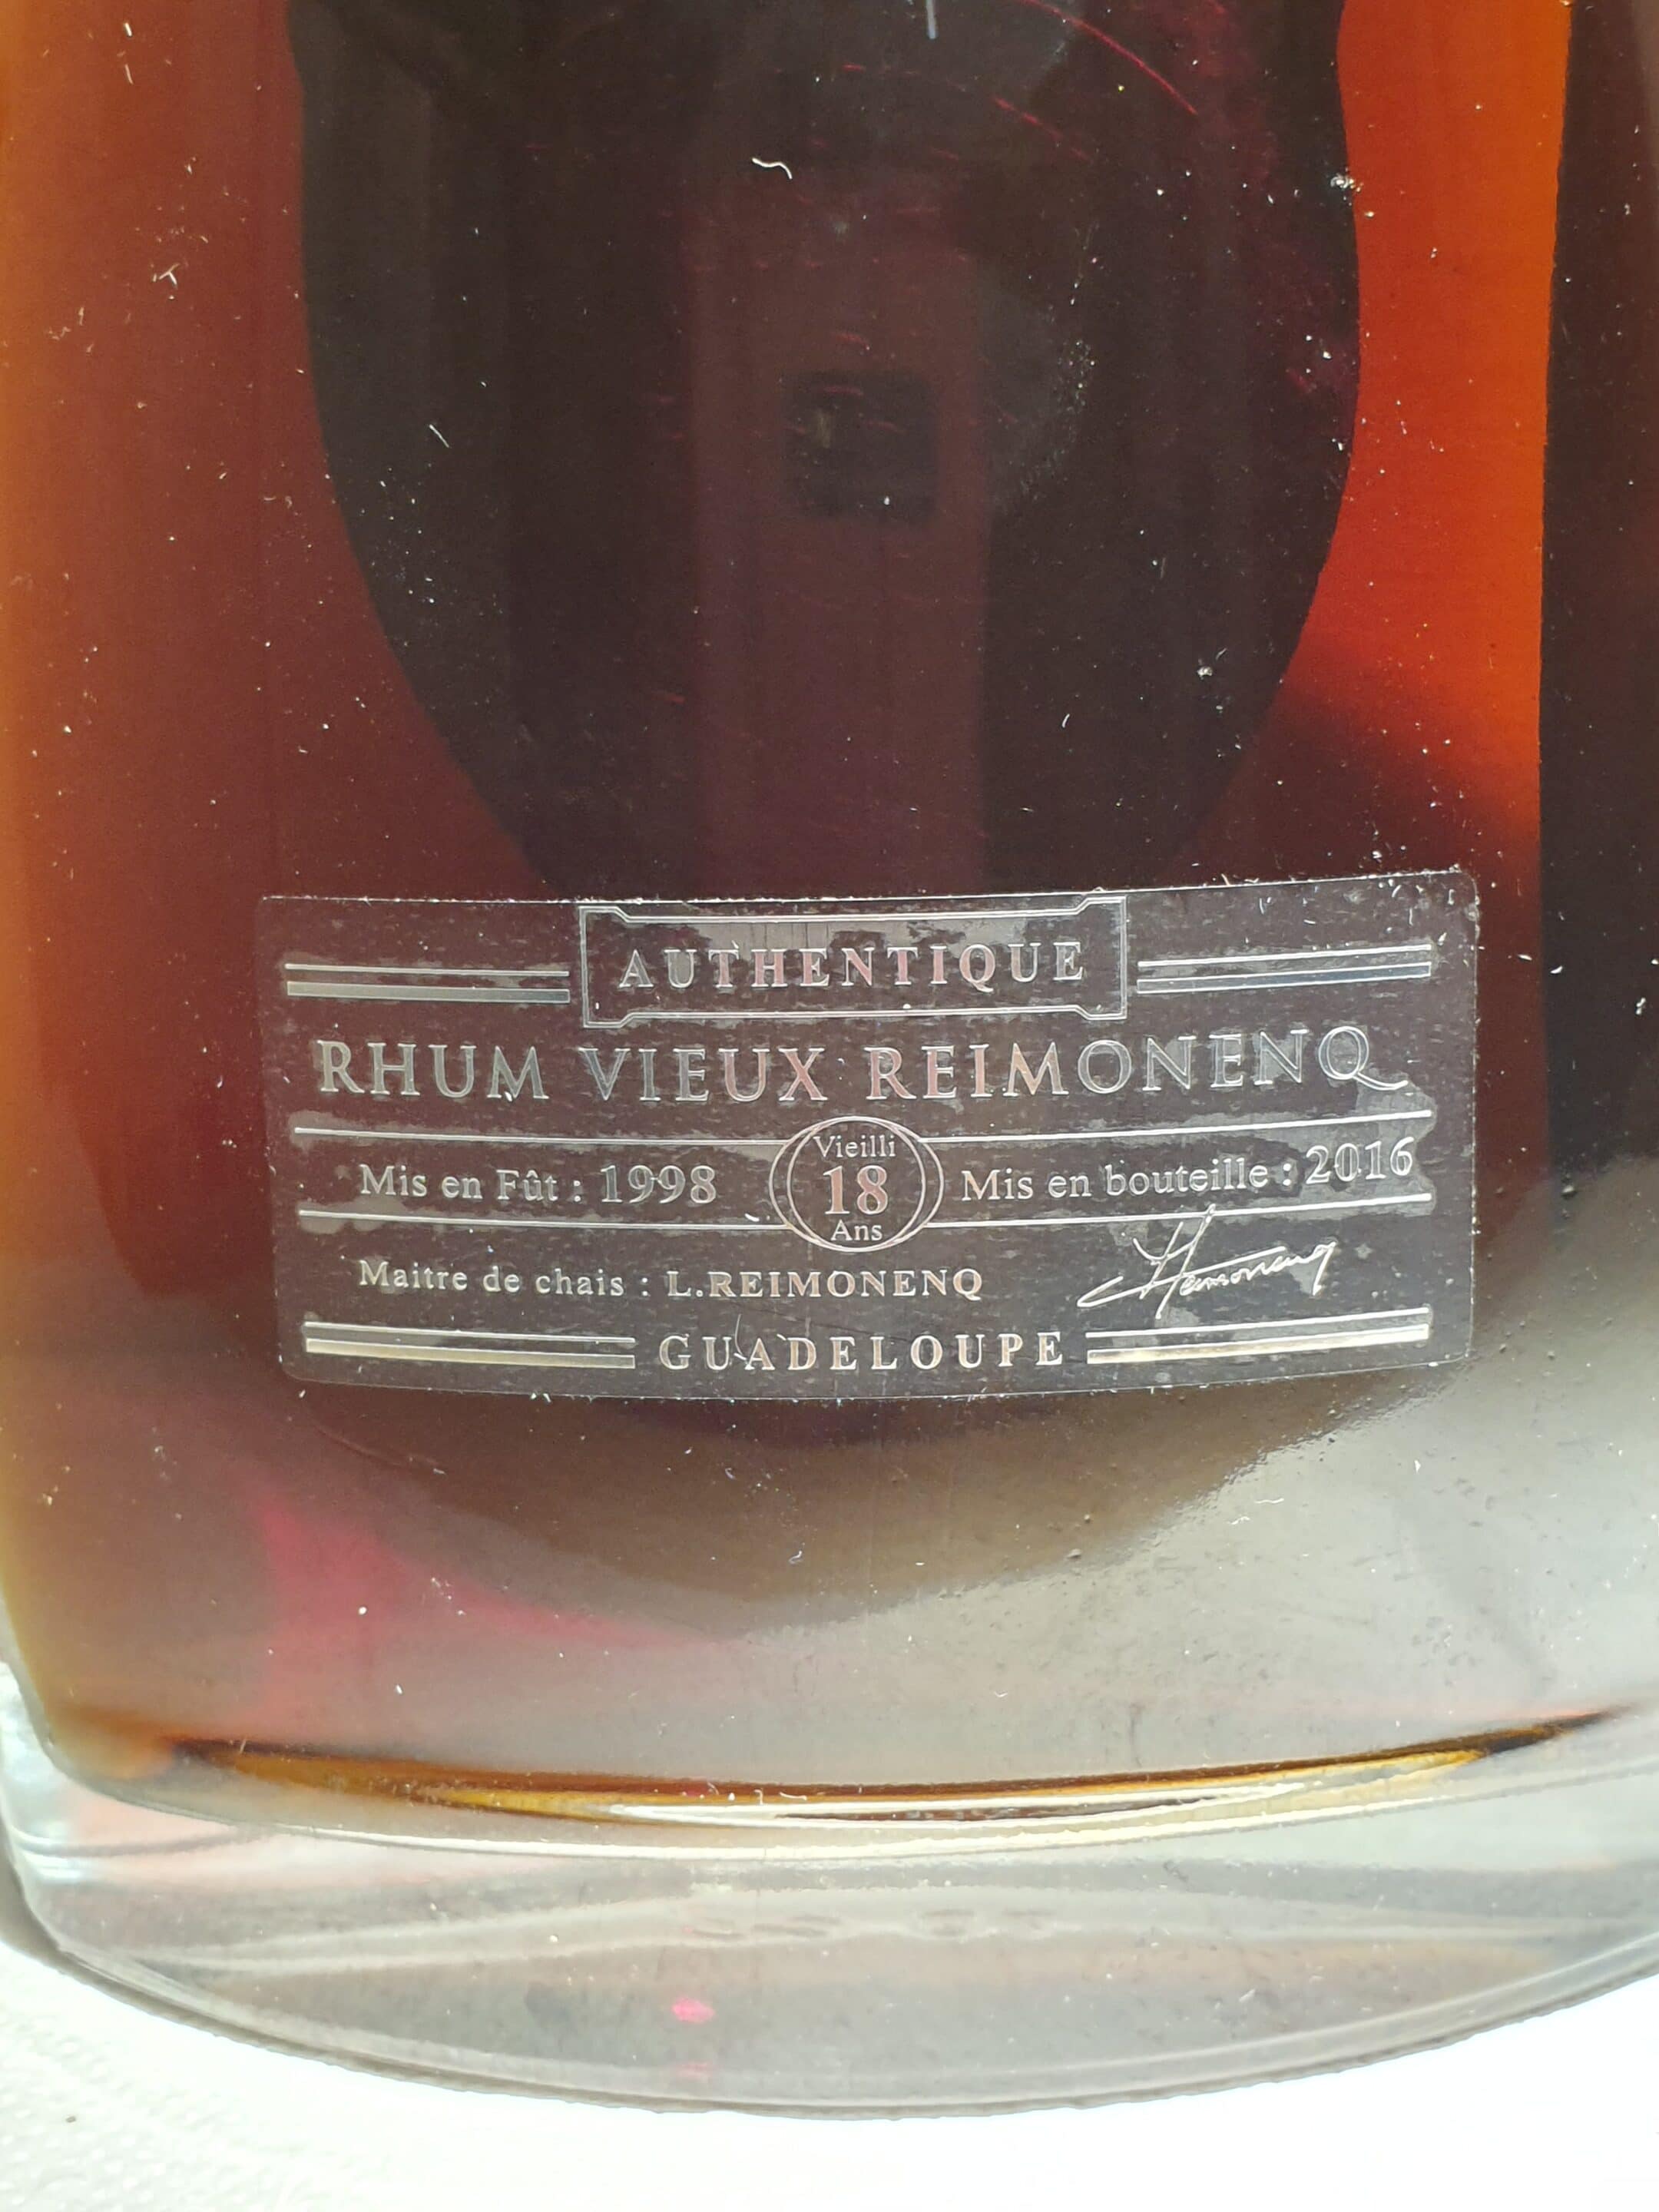 AUTHENTIQUE
RHUM VIEUX REIMONENQ
Mis en Fût : 1998 Vieilli 18 Ans Mis en bouteille : 2016
Maitre de chais : L.REIMONENQ
GUADELOUPE